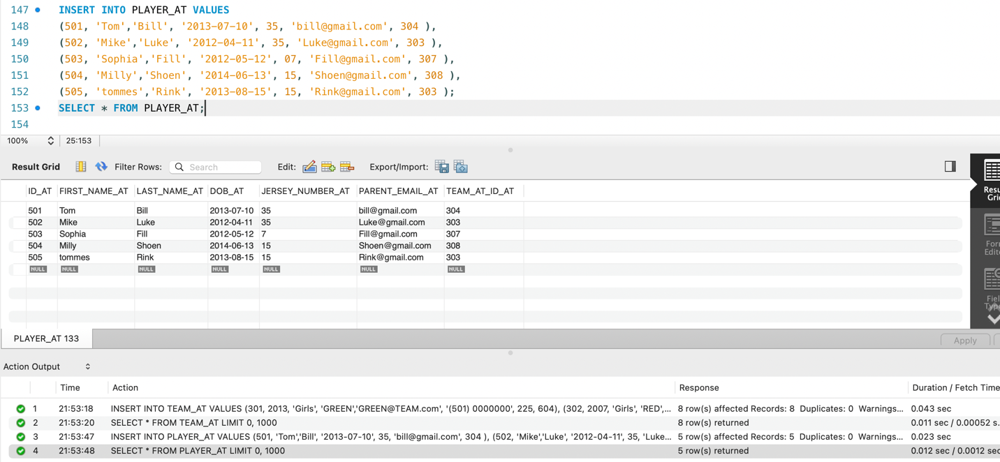 147 INSERT INTO PLAYER_AT VALUES
148 (501, 'Tom','Bill', '2013-07-10', 35, 'bill@gmail.com', 304 ),
149 (502, 'Mike','Luke', '2012-04-11', 35, 'Luke@gmail.com', 303 ),
150 (503, 'Sophia','Fill', '2012-05-12', 07, 'Fill@gmail.com', 307 ),
151 (504, 'Milly','Shoen', '2014-06-13', 15, 'Shoen@gmail.com', 308 ),
152 (505, 'tommes','Rink', '2013-08-15', 15, 'Rink@gmail.com', 303 );
153 SELECT * FROM PLAYER_AT;
154
100% 25:153
Result Grid Filter Rows: Search Edit: Export/Import:
ID_AT FIRST_NAME_AT LAST_NAME_AT DOB_AT JERSEY_NUMBER_AT PARENT_EMAIL_AT TEAM_AT_ID_AT
501 Tom Bill 2013-07-10 35 bill@gmail.com 304
502 Mike Luke 2012-04-11 35 Luke@gmail.com 303
503 Sophia Fill 2012-05-12 7 Fill@gmail.com 307
504 Milly Shoen 2014-06-13 15 Shoen@gmail.com 308
505 tommes Rink 2013-08-15 15 Rink@gmail.com 303
NULL NULL NULL NULL NULL NULL NULL
Resu
Gri
For
Edit
Fiel
Typ
PLAYER_AT 133 Apply
Action Output
Time Action Response Duration / Fetch Time
1 21:53:18 INSERT INTO TEAM_AT VALUES (301, 2013, 'Girls', 'GREEN','GREEN@TEAM.com', '(501) 0000000', 225, 604), (302, 2007, 'Girls', 'RED',... 8 row(s) affected Records: 8 Duplicates: 0 Warnings... 0.043 sec
2 21:53:20 SELECT * FROM TEAM_AT LIMIT 0, 1000 8 row(s) returned 0.011 sec / 0.00052 s.
3 21:53:47 INSERT INTO PLAYER_AT VALUES (501, 'Tom','Bill', '2013-07-10', 35, 'bill@gmail.com', 304 ), (502, 'Mike','Luke', '2012-04-11', 35, 'Luke... 5 row(s) affected Records: 5 Duplicates: 0 Warnings... 0.023 sec
4 21:53:48 SELECT * FROM PLAYER_AT LIMIT 0, 1000 5 row(s) returned 0.012 sec / 0.0012 sec